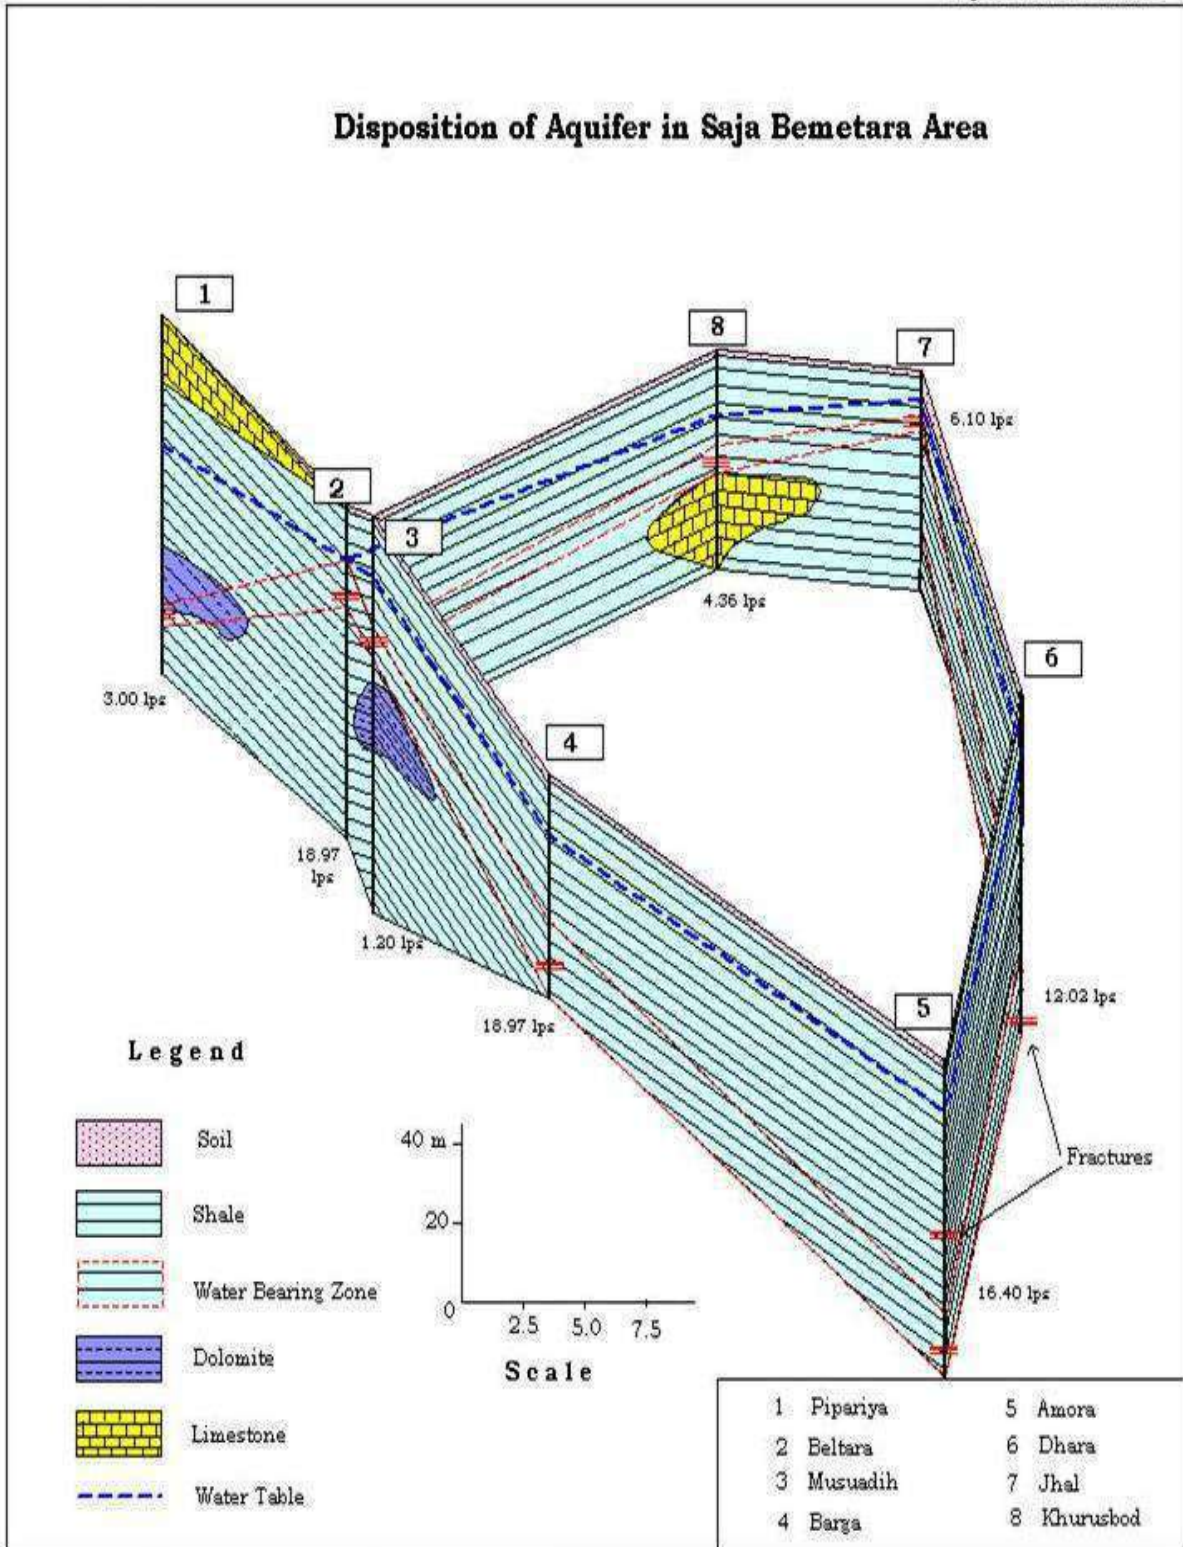 Disposition of Aquifer in Saja Bemetara Area
1
8
7
6.10 lps
2
3
4.36 lps
6
3.00 lps
4
18.97
lps
1.20 lps
18.97 lps
5
12.02 lps
Fractures
16.40 lps
Legend
Soil
Shale
Water Bearing Zone
Dolomite
Limestone
Water Table
40 m
20
0
2.5 5.0 7.5
Scale
1 Pipariya
2 Beltara
3 Musuadih
4 Barga
5 Amora
6 Dhara
7 Jhal
8 Khurusbod